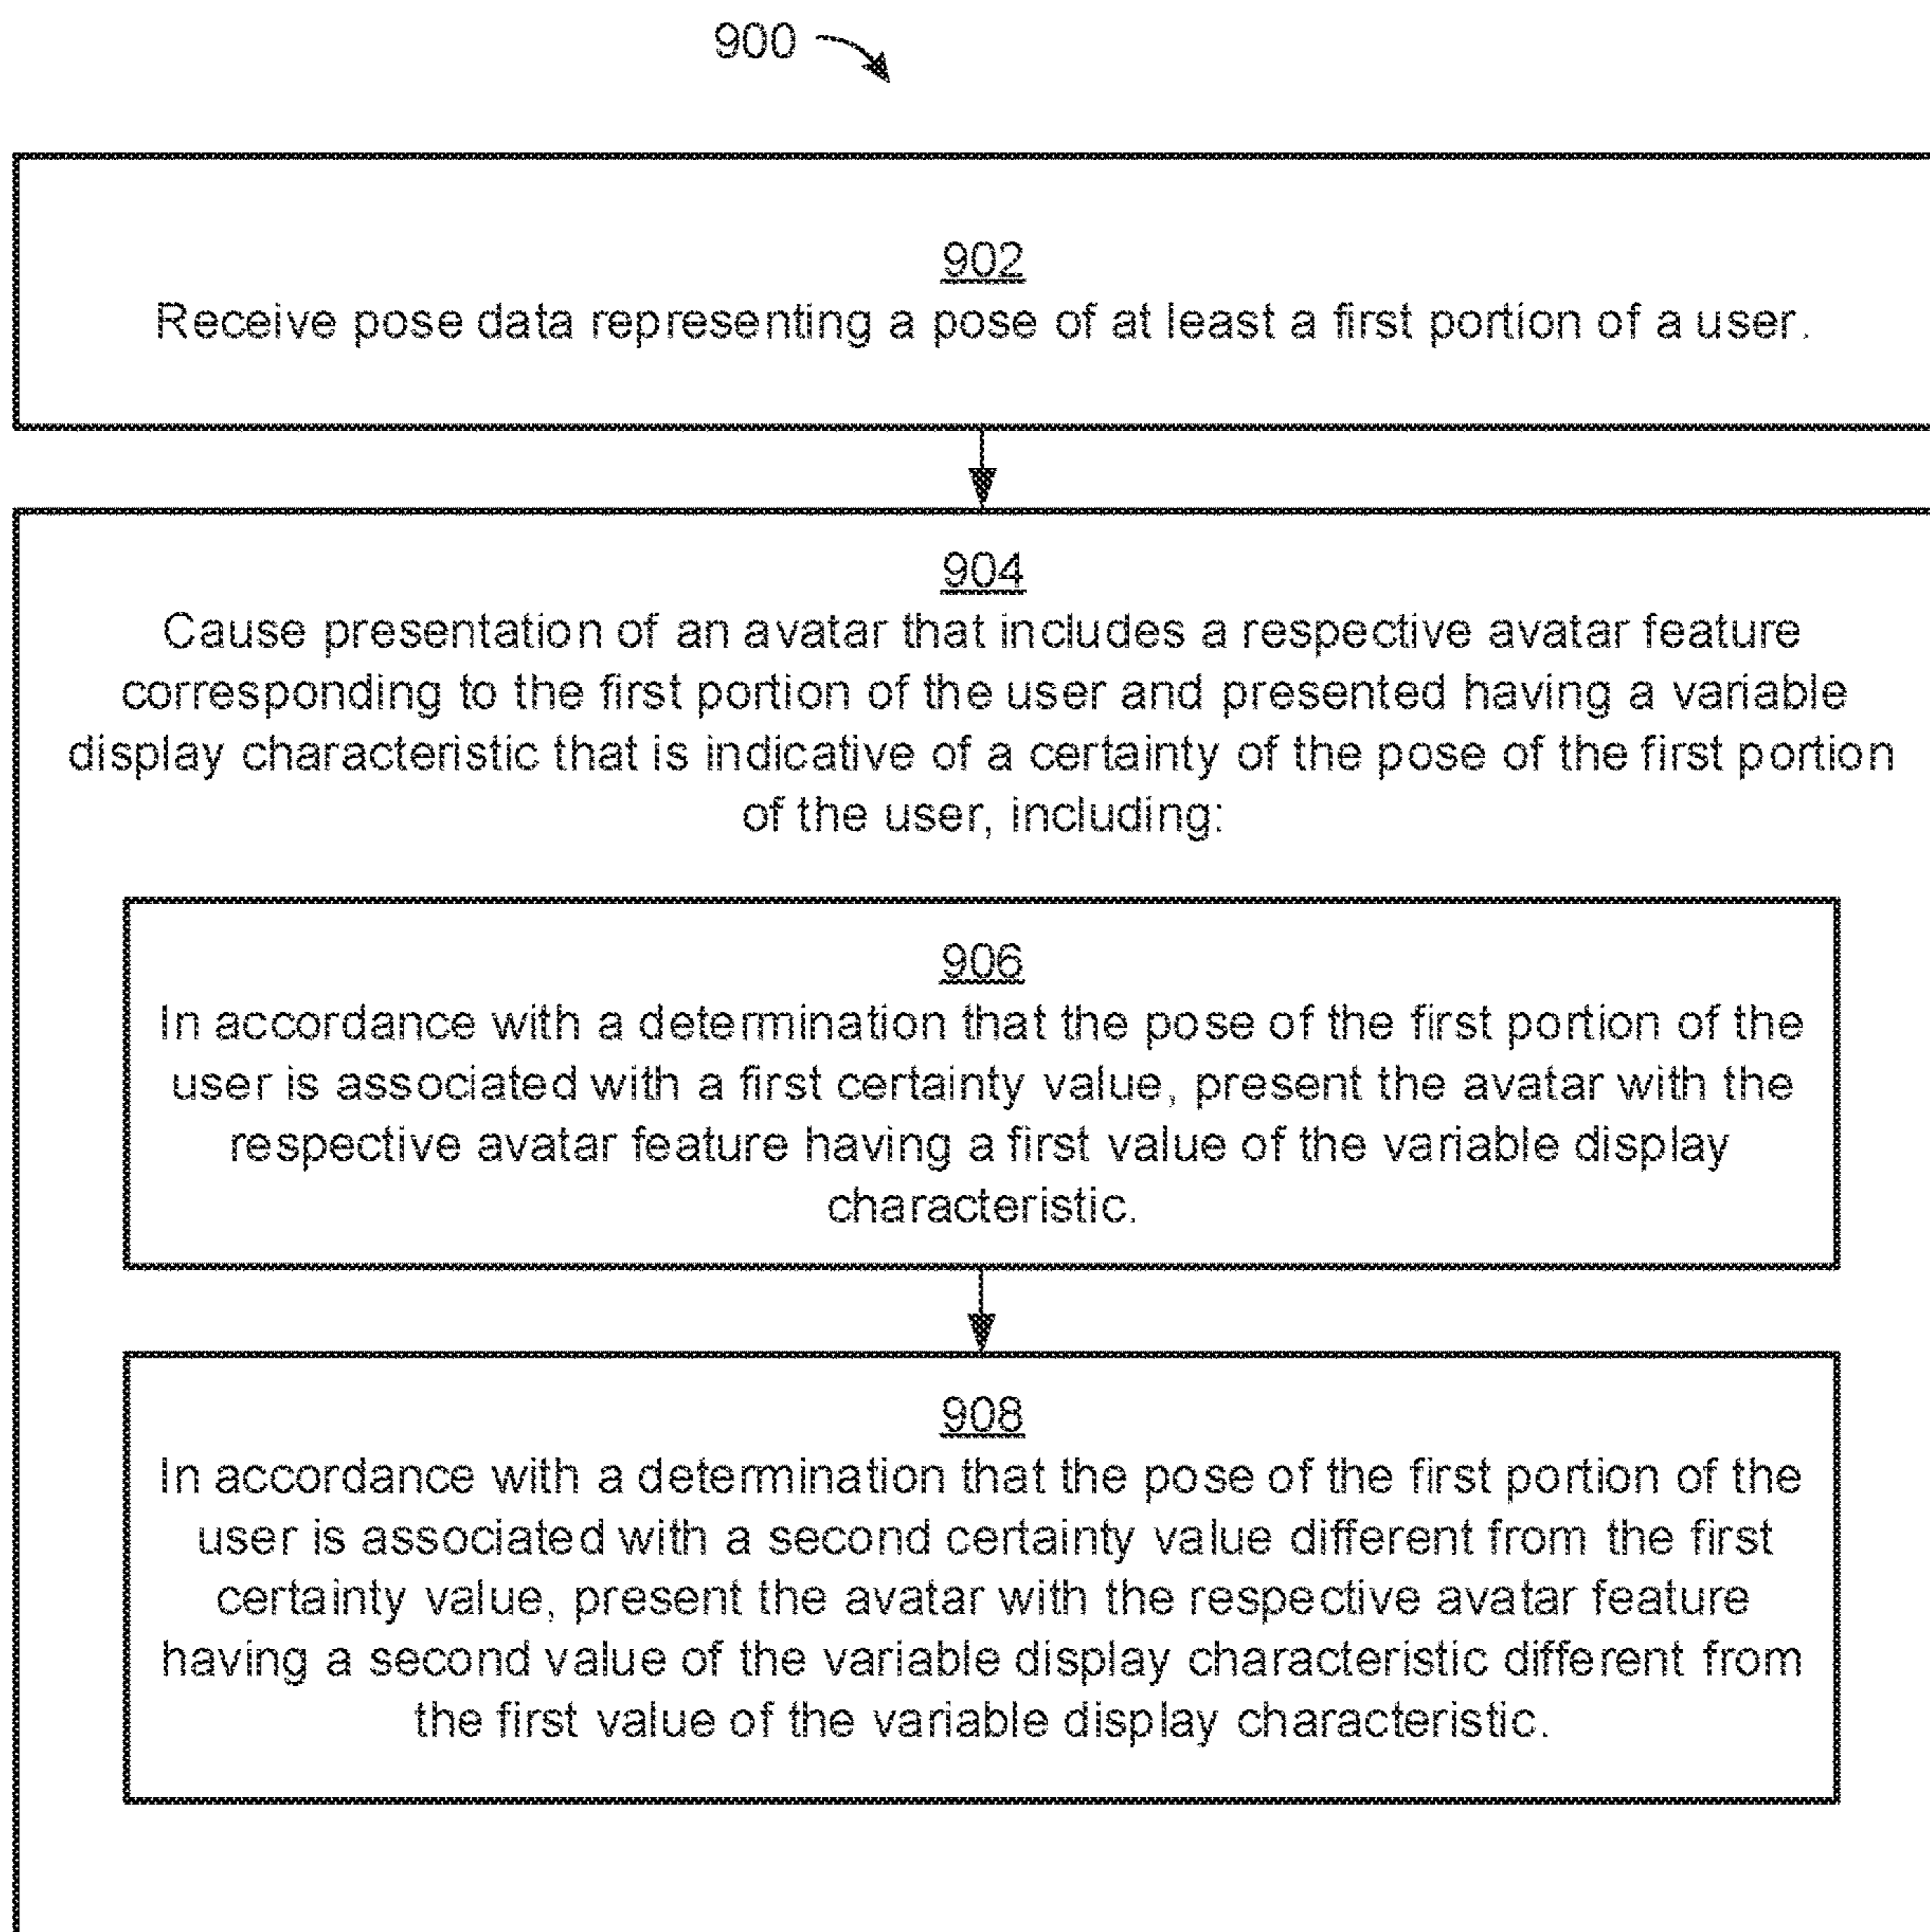 900
902
Receive pose data representing a pose of at least a first portion of a user.
904
Cause presentation of an avatar that includes a respective avatar feature
corresponding to the first portion of the user and presented having a variable
display characteristic that is indicative of a certainty of the pose of the first portion
of the user, including:
906
In accordance with a determination that the pose of the first portion of the
user is associated with a first certainty value, present the avatar with the
respective avatar feature having a first value of the variable display
characteristic.
908
In accordance with a determination that the pose of the first portion of the
user is associated with a second certainty value different from the first
certainty value, present the avatar with the respective avatar feature
having a second value of the variable display characteristic different from
the first value of the variable display characteristic.